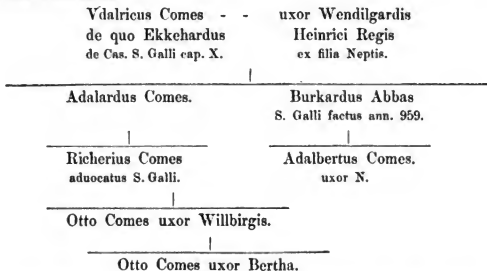 Vdalricus Comes - - uxor Wendilgardis
de quo Ekkehardus Heinrici Regis
de Cas. S. Galli cap. X. ex filia Neptis.
Adalardus Comes. Burkardus Abbas
S. Galli factus ann. 959.
Richerius Comes Adalbertus Comes.
aduocatus S. Galli. uxor N.
Otto Comes uxor Willbirgis.
Otto Comes uxor Bertha.